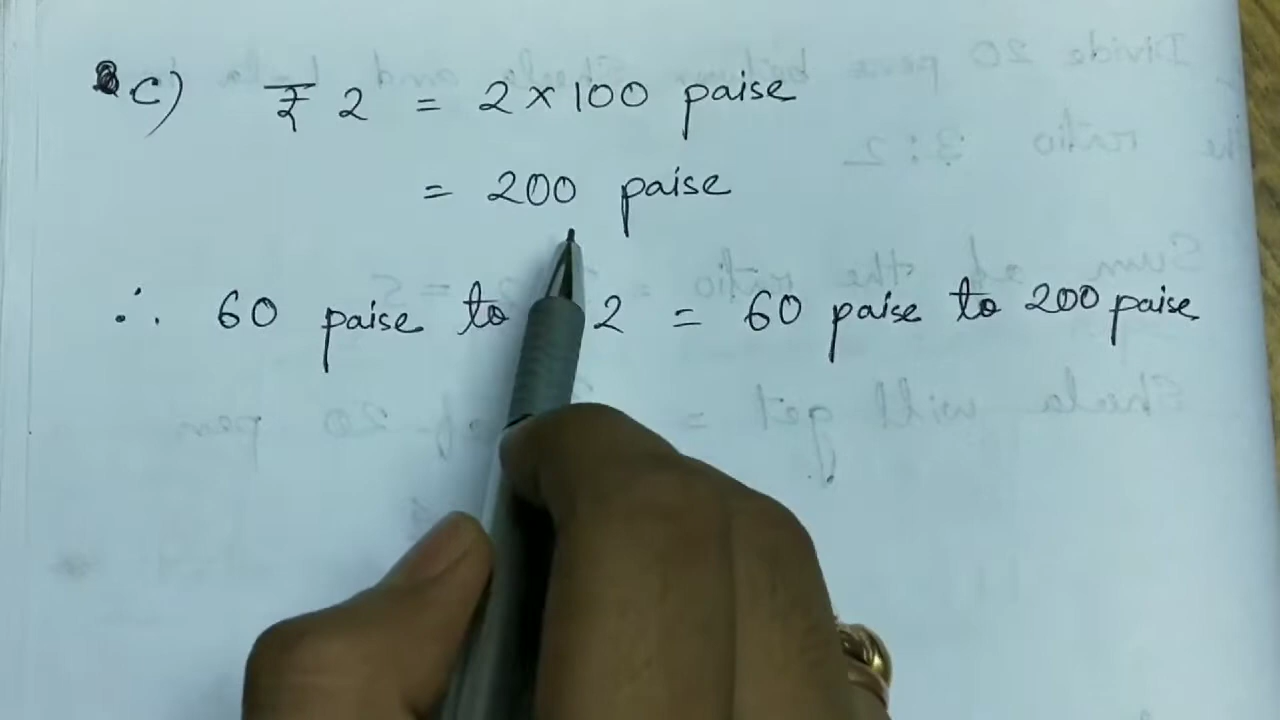 c) ₹ 2 = 2 × 100 paise
= 200 paise
∴ 60 paise to 2 = 60 paise to 200 paise